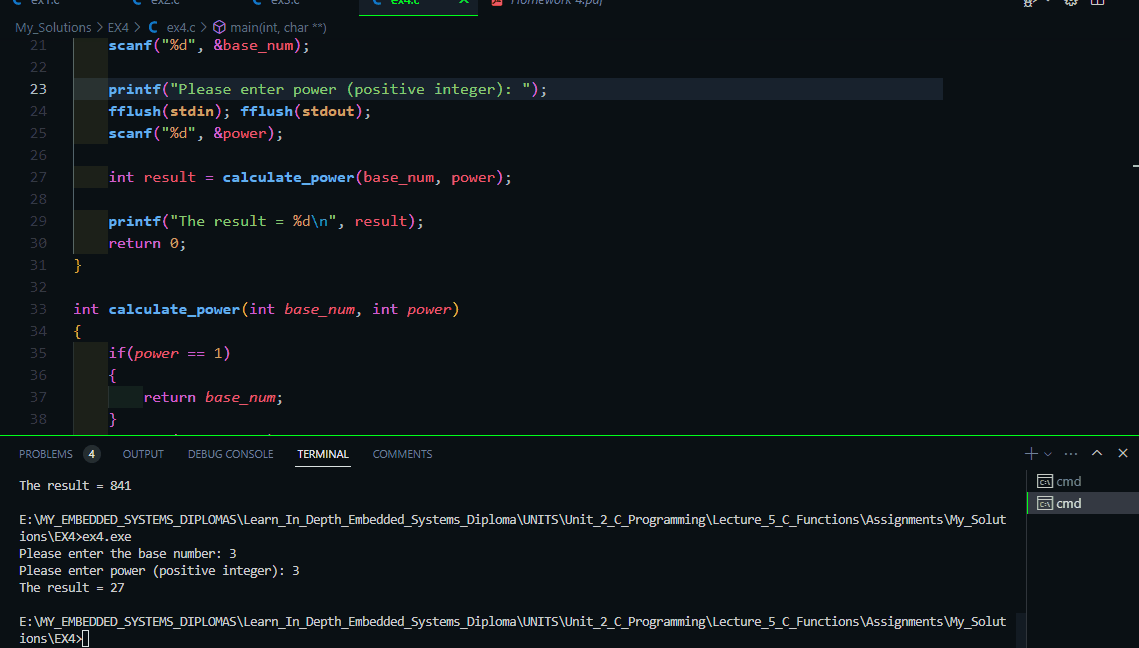 ex1.c ex2.c ex3.c ex4.c Homework 4.pdf
My_Solutions > EX4 > C ex4.c > main(int, char **)
21 scanf("%d", &base_num);
22
23 printf("Please enter power (positive integer): ");
24 fflush(stdin); fflush(stdout);
25 scanf("%d", &power);
26
27 int result = calculate_power(base_num, power);
28
29 printf("The result = %d\n", result);
30 return 0;
31 }
32
33 int calculate_power(int base_num, int power)
34 {
35 if(power == 1)
36 {
37 return base_num;
38 }
PROBLEMS 4 OUTPUT DEBUG CONSOLE TERMINAL COMMENTS
The result = 841
cmd
cmd
E:\MY_EMBEDDED_SYSTEMS_DIPLOMAS\Learn_In_Depth_Embedded_Systems_Diploma\UNITS\Unit_2_C_Programming\Lecture_5_C_Functions\Assignments\My_Solut
ions\EX4>ex4.exe
Please enter the base number: 3
Please enter power (positive integer): 3
The result = 27
E:\MY_EMBEDDED_SYSTEMS_DIPLOMAS\Learn_In_Depth_Embedded_Systems_Diploma\UNITS\Unit_2_C_Programming\Lecture_5_C_Functions\Assignments\My_Solut
ions\EX4>